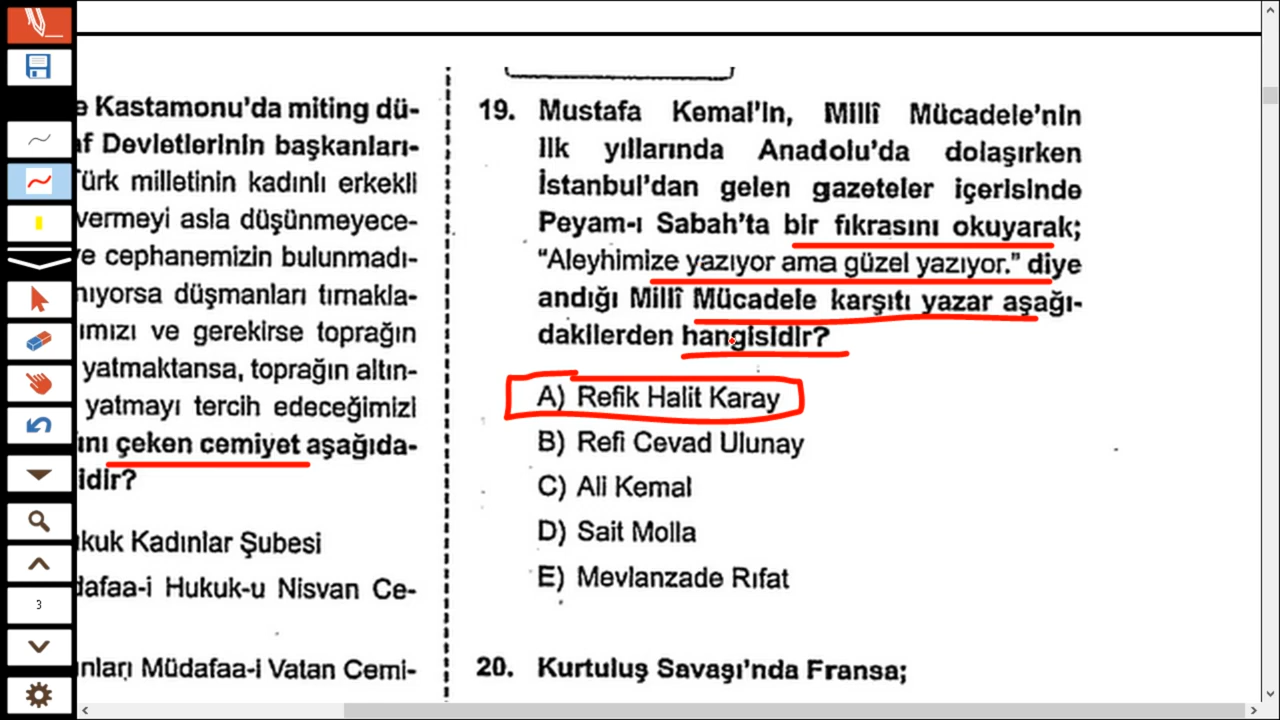 e Kastamonu'da miting dü-
af Devletlerinin başkanları-
Türk milletinin kadınlı erkekli
vermeyi asla düşünmeyece-
ve cephanemizin bulunmadı-
nıyorsa düşmanları tırnakla-
ımızı ve gerekirse toprağın
yatmaktansa, toprağın altın-
yatmayı tercih edeceğimizi
ını çeken cemiyet aşağıda-
idir?
ukuk Kadınlar Şubesi
dafaa-i Hukuk-u Nisvan Ce-
ınları Müdafaa-i Vatan Cemi-
19. Mustafa Kemal'in, Millî Mücadele'nin
ilk yıllarında Anadolu'da dolaşırken
İstanbul'dan gelen gazeteler içerisinde
Peyam-ı Sabah'ta bir fıkrasını okuyarak;
"Aleyhimize yazıyor ama güzel yazıyor." diye
andığı Millî Mücadele karşıtı yazar aşağı-
dakilerden hangisidir?
A) Refik Halit Karay
B) Refi Cevad Ulunay
C) Ali Kemal
D) Sait Molla
E) Mevlanzade Rıfat
20. Kurtuluş Savaşı'nda Fransa;
3